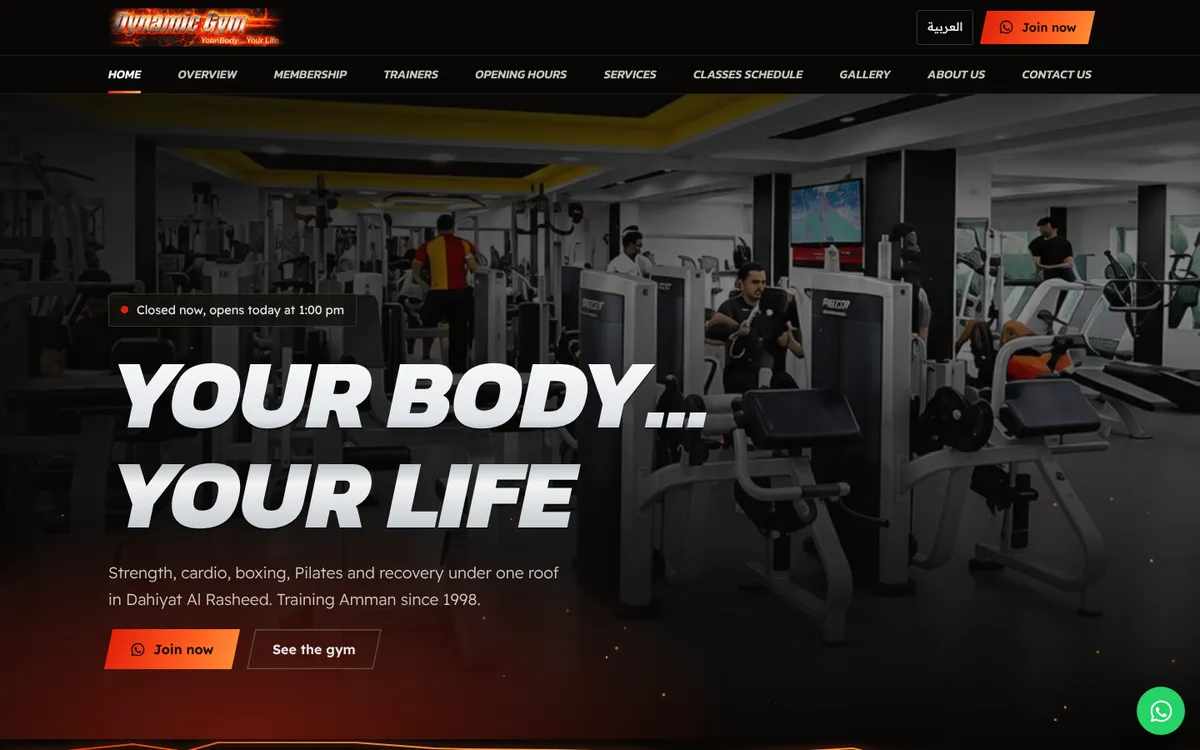 Dynamic Gym
Your Body...Your Life
العربية
Join now
HOME
OVERVIEW
MEMBERSHIP
TRAINERS
OPENING HOURS
SERVICES
CLASSES SCHEDULE
GALLERY
ABOUT US
CONTACT US
Closed now, opens today at 1:00 pm
PRECOR
YOUR BODY...
YOUR LIFE
Strength, cardio, boxing, Pilates and recovery under one roof
in Dahiyat Al Rasheed. Training Amman since 1998.
Join now
See the gym